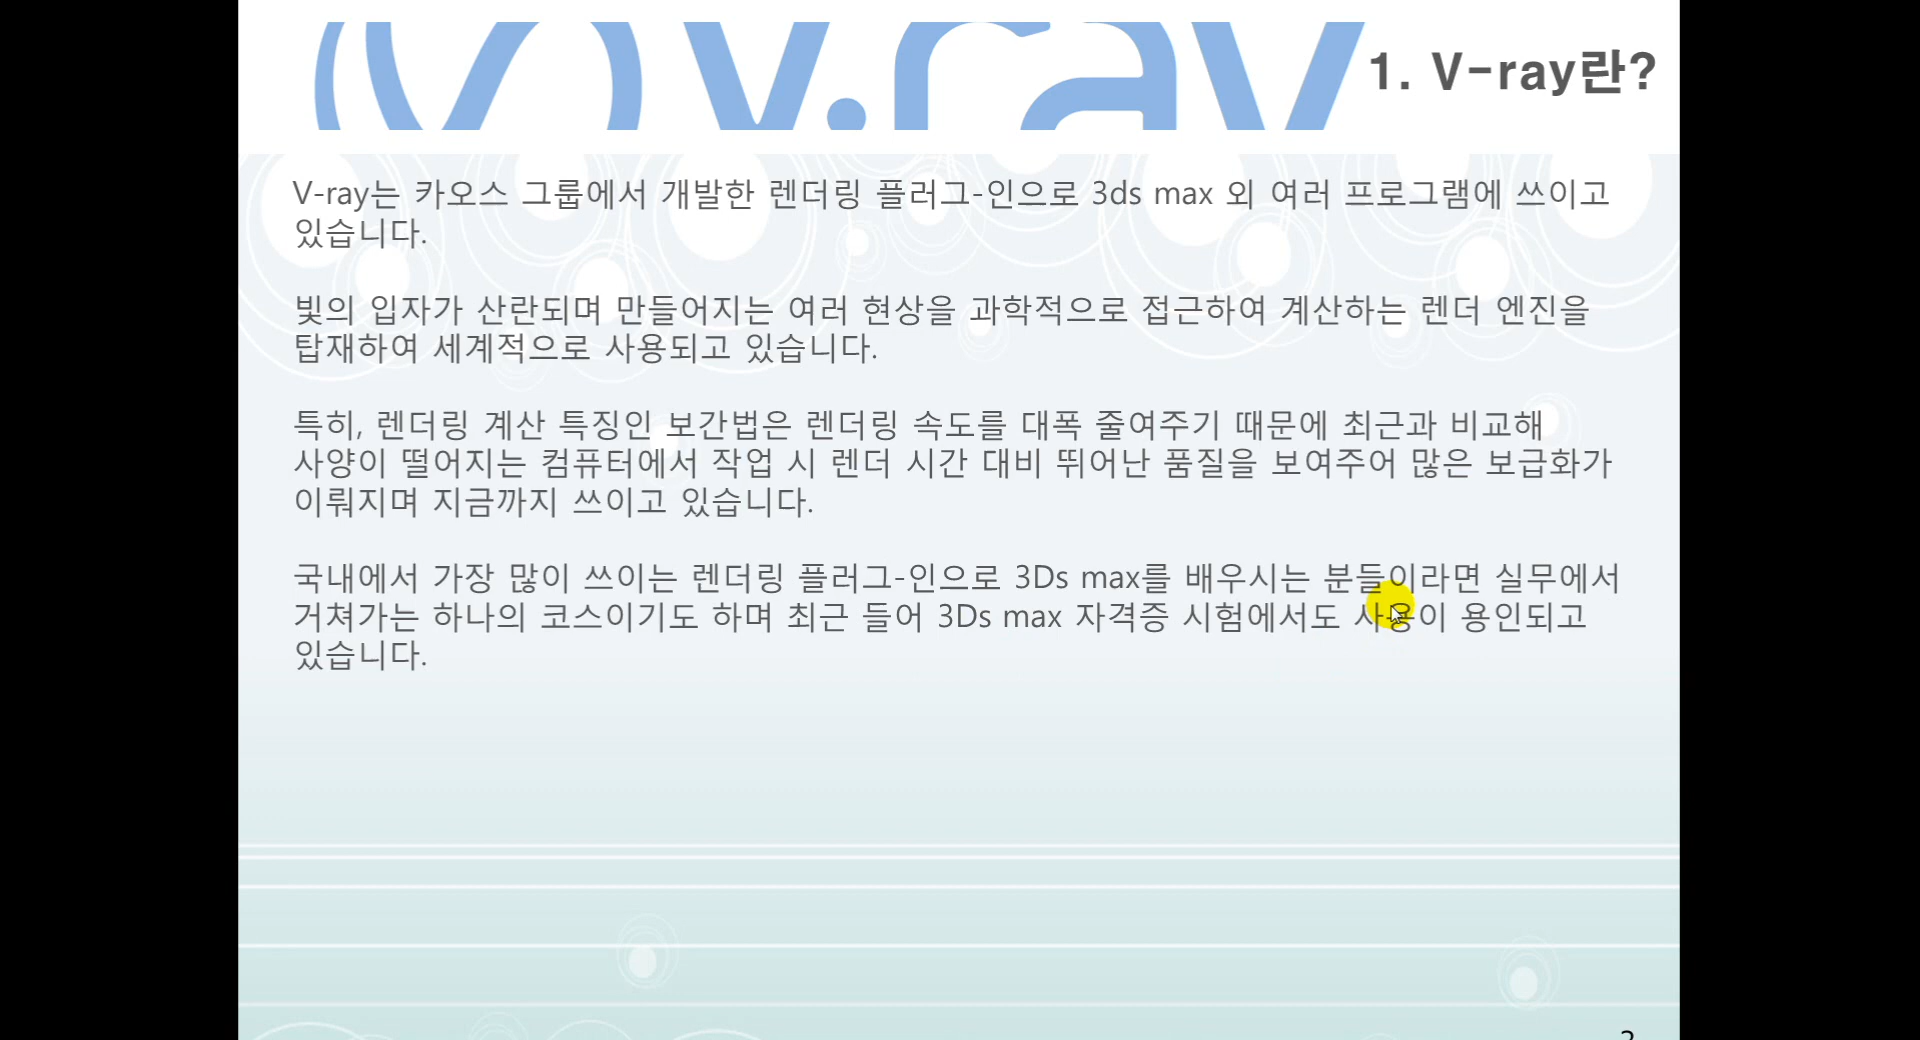 v.ray
1. V-ray란?
V-ray는 카오스 그룹에서 개발한 렌더링 플러그-인으로 3ds max 외 여러 프로그램에 쓰이고
있습니다.
빛의 입자가 산란되며 만들어지는 여러 현상을 과학적으로 접근하여 계산하는 렌더 엔진을
탑재하여 세계적으로 사용되고 있습니다.
특히, 렌더링 계산 특징인 보간법은 렌더링 속도를 대폭 줄여주기 때문에 최근과 비교해
사양이 떨어지는 컴퓨터에서 작업 시 렌더 시간 대비 뛰어난 품질을 보여주어 많은 보급화가
이뤄지며 지금까지 쓰이고 있습니다.
국내에서 가장 많이 쓰이는 렌더링 플러그-인으로 3Ds max를 배우시는 분들이라면 실무에서
거쳐가는 하나의 코스이기도 하며 최근 들어 3Ds max 자격증 시험에서도 사용이 용인되고
있습니다.